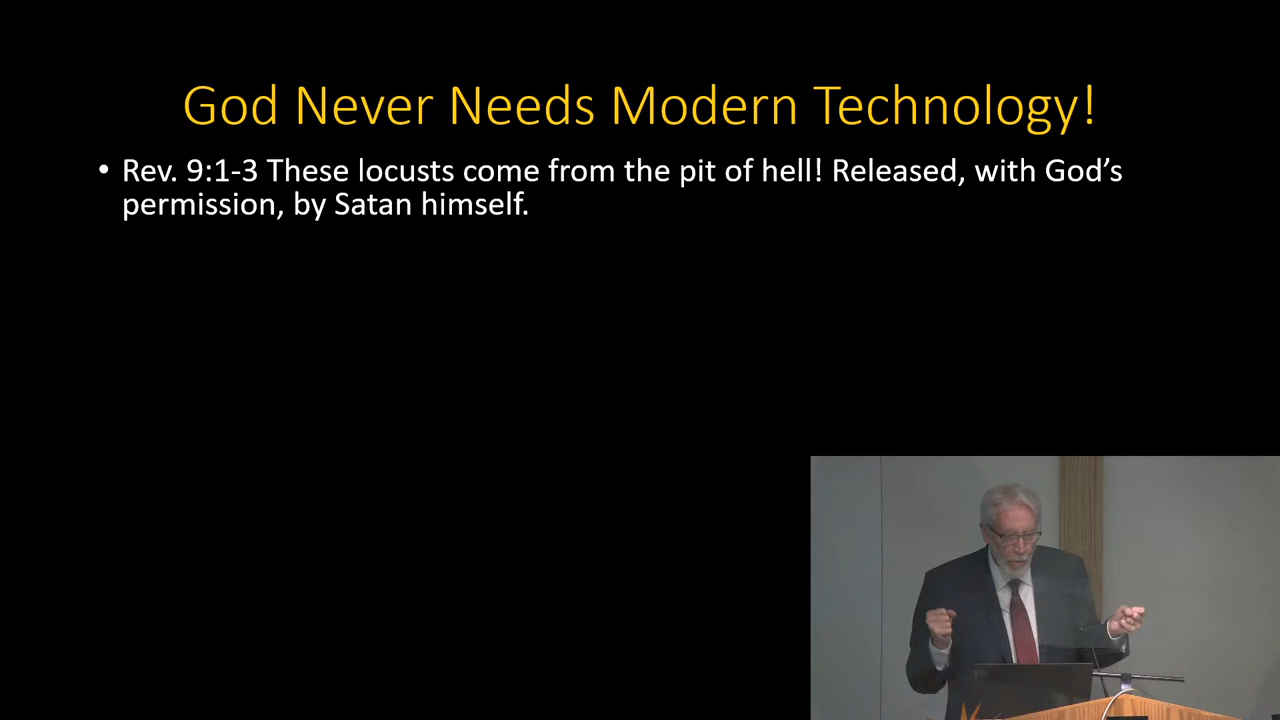 God Never Needs Modern Technology!
• Rev. 9:1-3 These locusts come from the pit of hell! Released, with God’s
permission, by Satan himself.